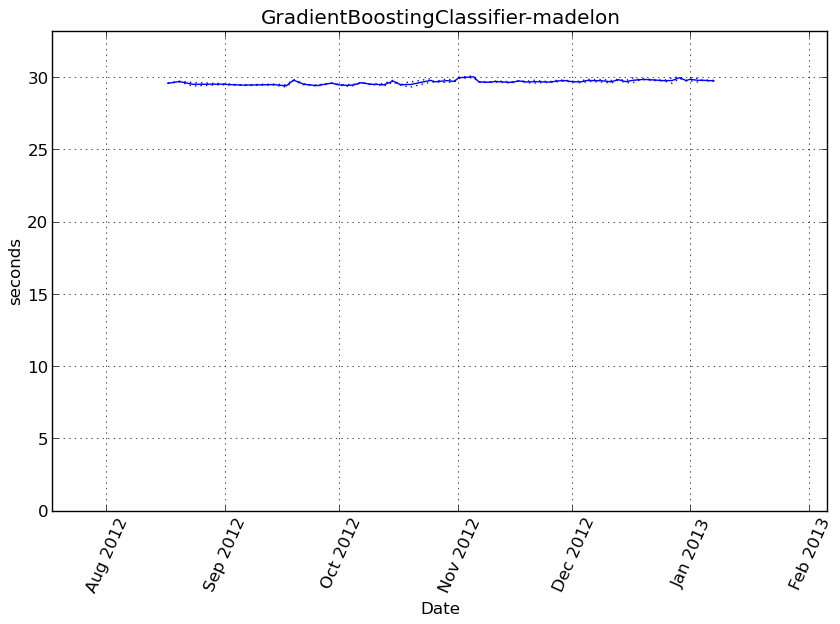 GradientBoostingClassifier-madelon
30
25
20
15
10
5
0
seconds
Aug 2012
Sep 2012
Oct 2012
Nov 2012
Dec 2012
Jan 2013
Feb 2013
Date